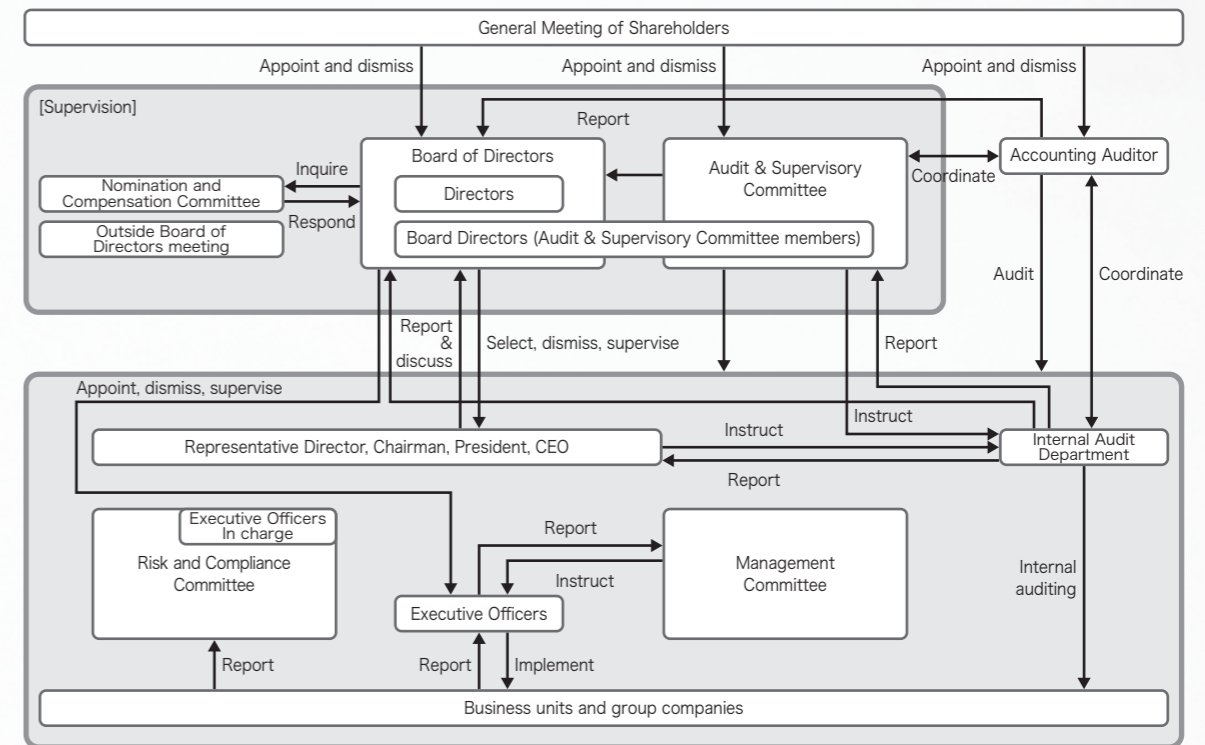 General Meeting of Shareholders
Appoint and dismiss
Appoint and dismiss
Appoint and dismiss
[Supervision]
Report
Board of Directors
Directors
Audit & Supervisory
Committee
Board Directors (Audit & Supervisory Committee members)
Accounting Auditor
Coordinate
Inquire
Nomination and
Compensation Committee
Respond
Outside Board of
Directors meeting
Audit
Coordinate
Report
&
discuss
Select, dismiss, supervise
Report
Appoint, dismiss, supervise
Representative Director, Chairman, President, CEO
Instruct
Instruct
Report
Internal Audit
Department
Executive Officers
In charge
Risk and Compliance
Committee
Report
Instruct
Management
Committee
Internal
auditing
Executive Officers
Report
Report
Implement
Business units and group companies